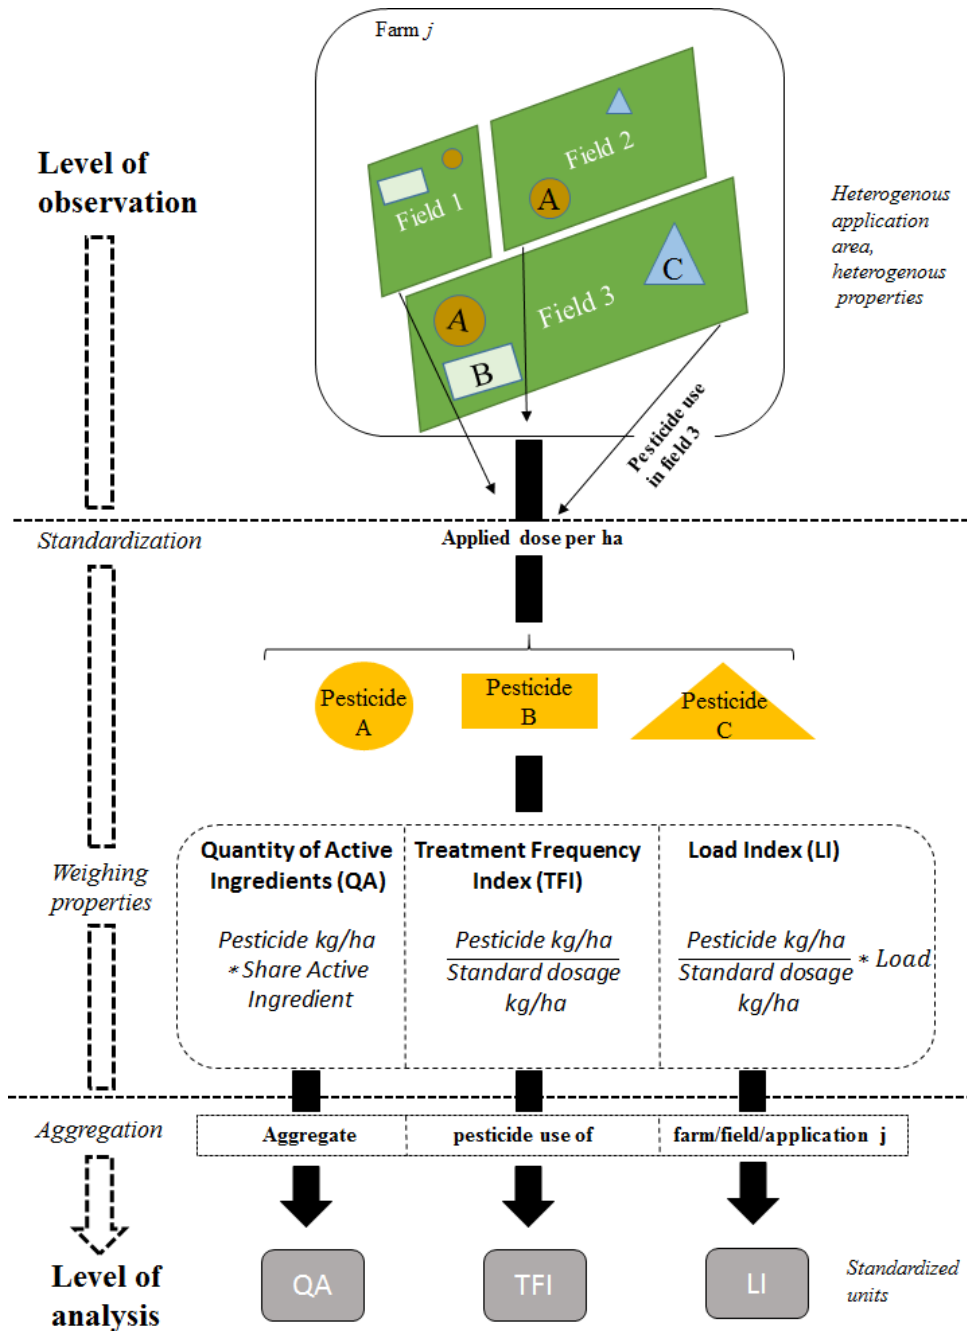 Farm j
Level of
observation
Field 1
Field 2
A
Field 3
C
A
B
Heterogenous
application
area,
heterogenous
properties
Pesticide use
in field 3
Standardization
Applied dose per ha
Pesticide
A
Pesticide
B
Pesticide
C
Weighing
properties
Quantity of Active
Ingredients (QA)
Pesticide kg/ha
* Share Active
Ingredient
Treatment Frequency
Index (TFI)
Pesticide kg/ha
Standard dosage
kg/ha
Load Index (LI)
Pesticide kg/ha
Standard dosage * Load
kg/ha
Aggregation
Aggregate pesticide use of farm/field/application j
Level of
analysis
QA
TFI
LI
Standardized
units